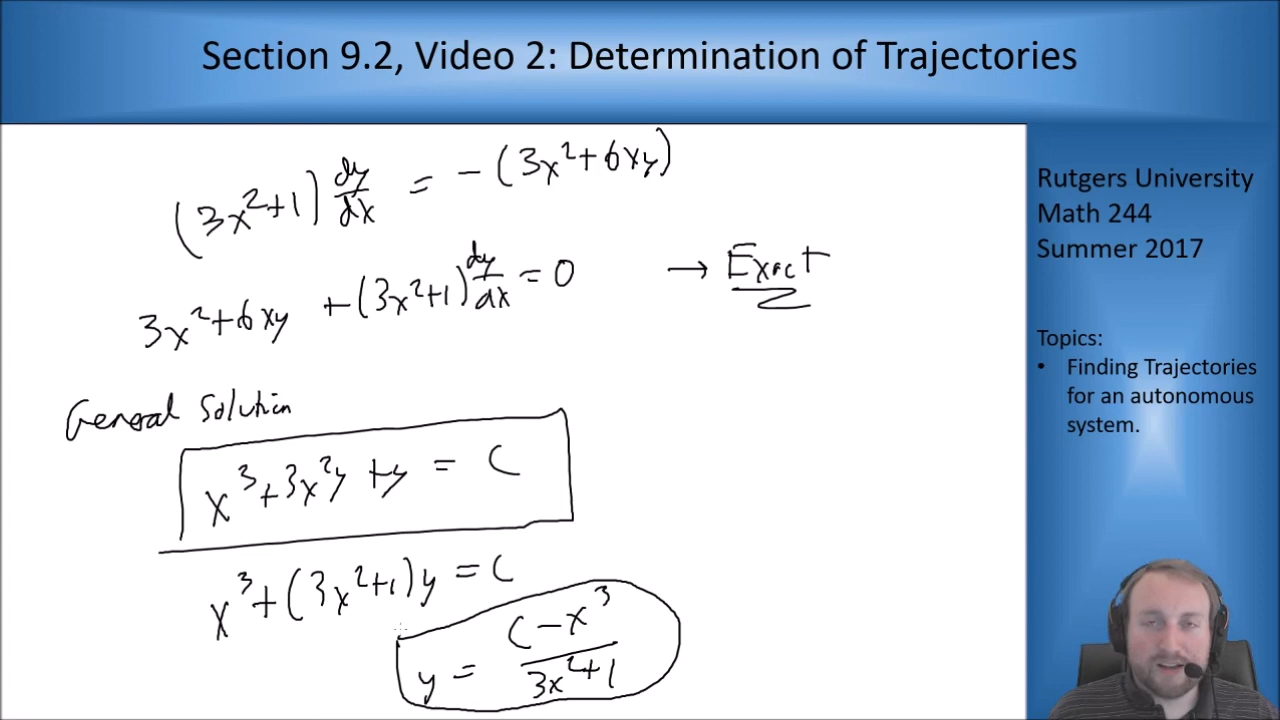 Section 9.2, Video 2: Determination of Trajectories
(3x²+1) dy/dx = -(3x²+6xy)
3x²+6xy +(3x²+1) dy/dx = 0 → Exact
General Solution
x³+3x²y+y = C
x³+(3x²+1)y = C
y = (C-x³)/(3x²+1)
Rutgers University
Math 244
Summer 2017
Topics:
• Finding Trajectories
for an autonomous
system.